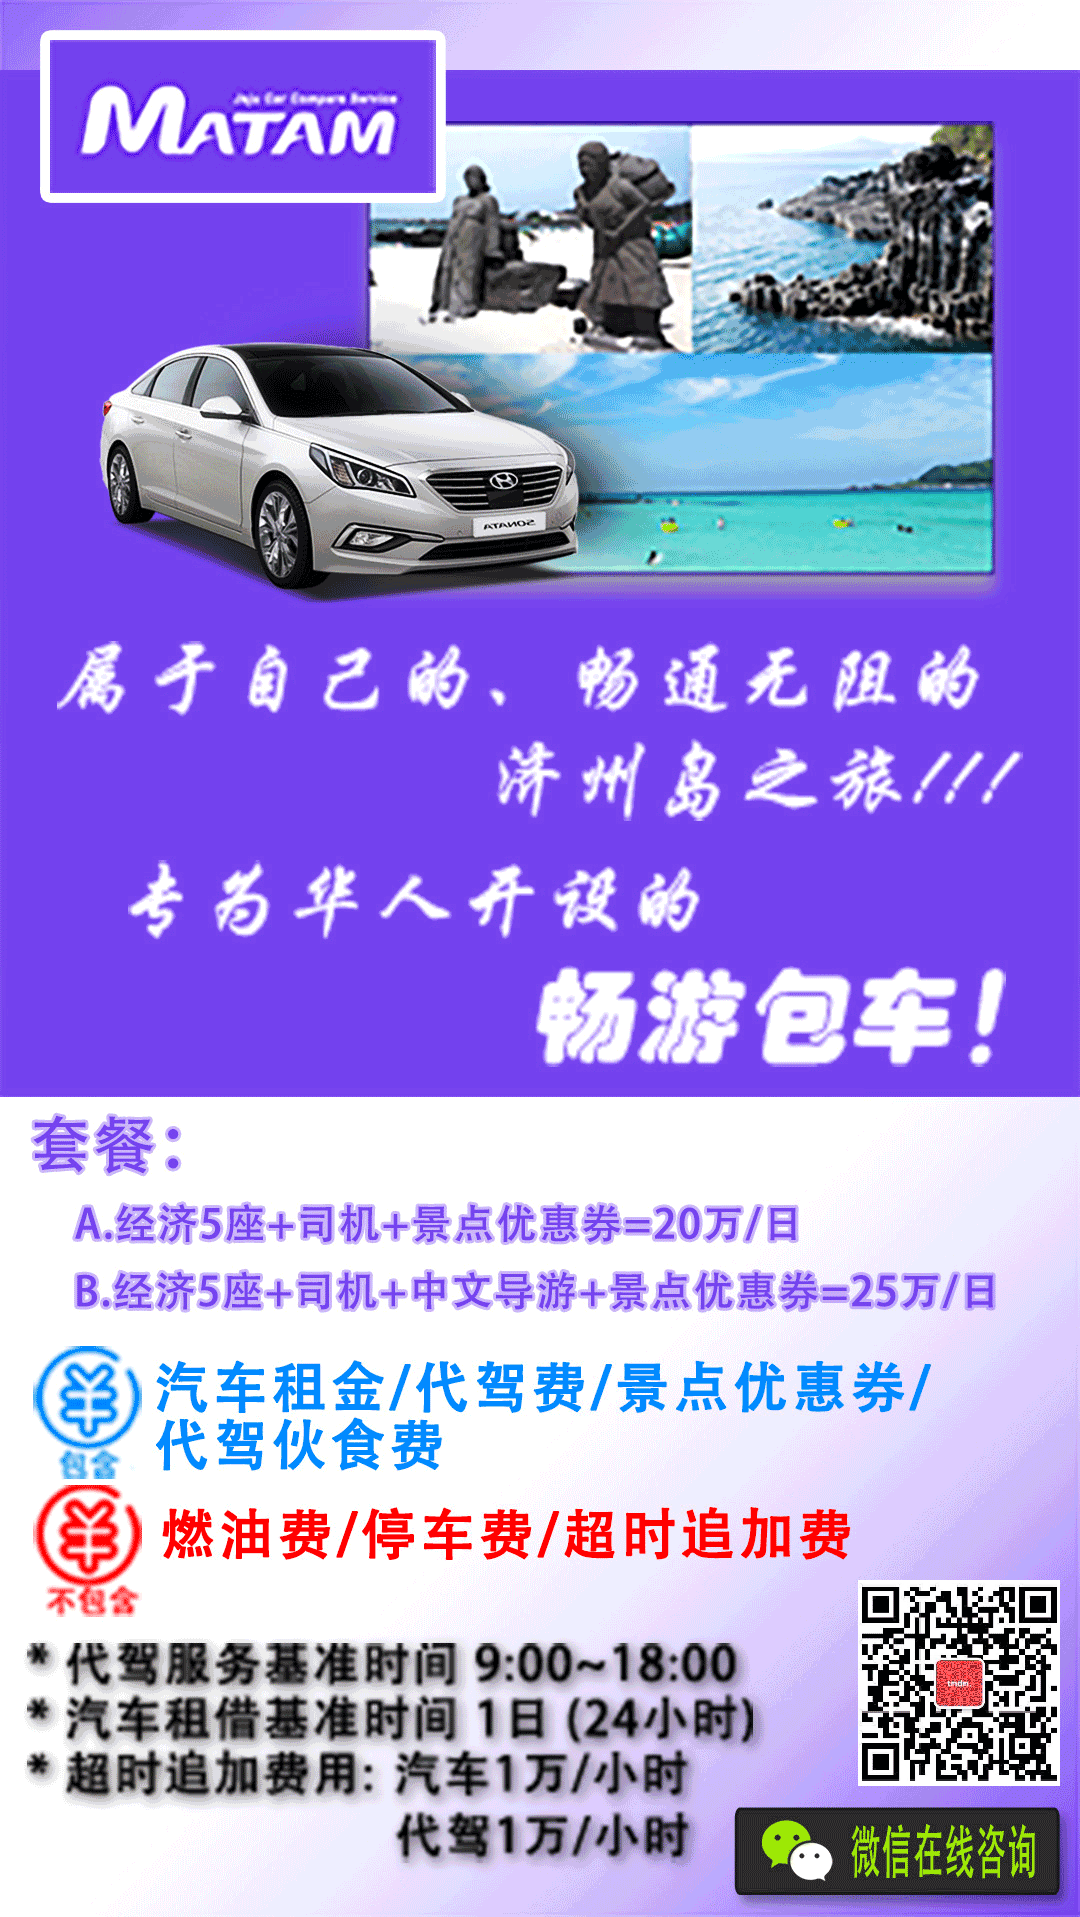 Jeju Car Compare Service
MATAM
SONATA
属于自己的、畅通无阻的
济州岛之旅!!!
专为华人开设的
畅游包车!
套餐：
A.经济5座+司机+景点优惠券=20万/日
B.经济5座+司机+中文导游+景点优惠券=25万/日
包含
汽车租金/代驾费/景点优惠券/
代驾伙食费
不包含
燃油费/停车费/超时追加费
* 代驾服务基准时间 9:00~18:00
* 汽车租借基准时间 1日 (24小时)
* 超时追加费用: 汽车1万/小时
代驾1万/小时
tindin
微信在线咨询